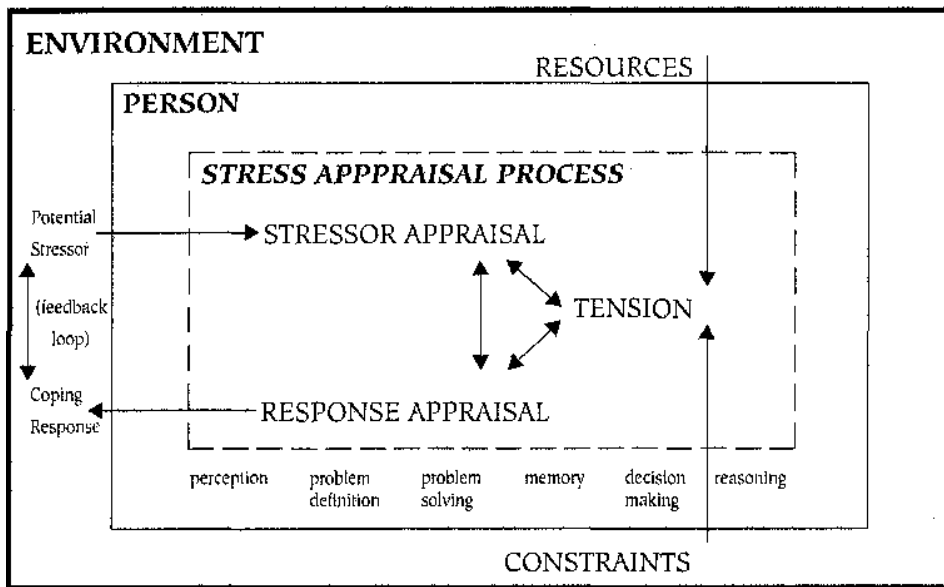 ENVIRONMENT
RESOURCES
PERSON
STRESS APPPRAISAL PROCESS
Potential
Stressor
STRESSOR APPRAISAL
(feedback
loop)
TENSION
Coping
Response
RESPONSE APPRAISAL
perception problem definition problem solving memory decision making reasoning
CONSTRAINTS